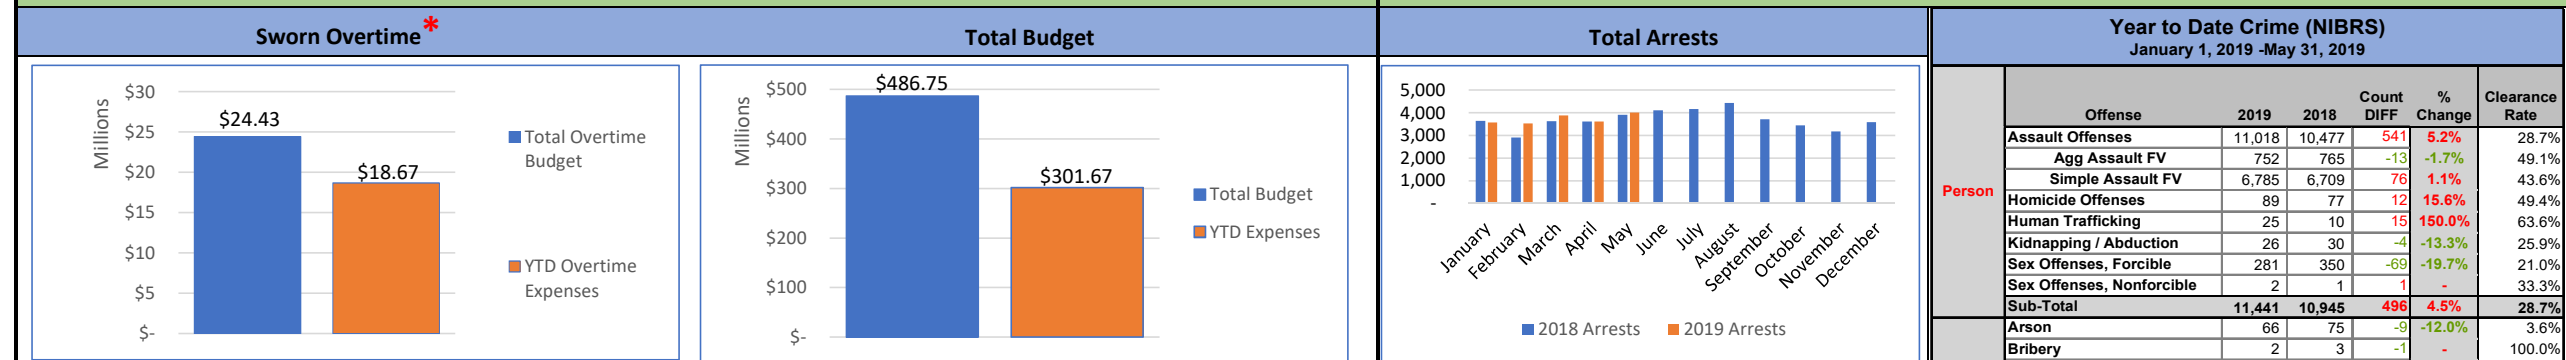 Sworn Overtime*
Total Budget
Total Arrests
Year to Date Crime (NIBRS)
January 1, 2019 -May 31, 2019
Millions
$30
$25
$20
$15
$10
$5
$-
$24.43
$18.67
Total Overtime
Budget
YTD Overtime
Expenses
Millions
$500
$400
$300
$200
$100
$-
$486.75
$301.67
Total Budget
YTD Expenses
5,000
4,000
3,000
2,000
1,000
-
January
February
March
April
May
June
July
August
September
October
November
December
2018 Arrests
2019 Arrests
Person
Offense 2019 2018 Count DIFF % Change Clearance Rate
Assault Offenses 11,018 10,477 541 5.2% 28.7%
Agg Assault FV 752 765 -13 -1.7% 49.1%
Simple Assault FV 6,785 6,709 76 1.1% 43.6%
Homicide Offenses 89 77 12 15.6% 49.4%
Human Trafficking 25 10 15 150.0% 63.6%
Kidnapping / Abduction 26 30 -4 -13.3% 25.9%
Sex Offenses, Forcible 281 350 -69 -19.7% 21.0%
Sex Offenses, Nonforcible 2 1 1 - 33.3%
Sub-Total 11,441 10,945 496 4.5% 28.7%
Arson 66 75 -9 -12.0% 3.6%
Bribery 2 3 -1 - 100.0%